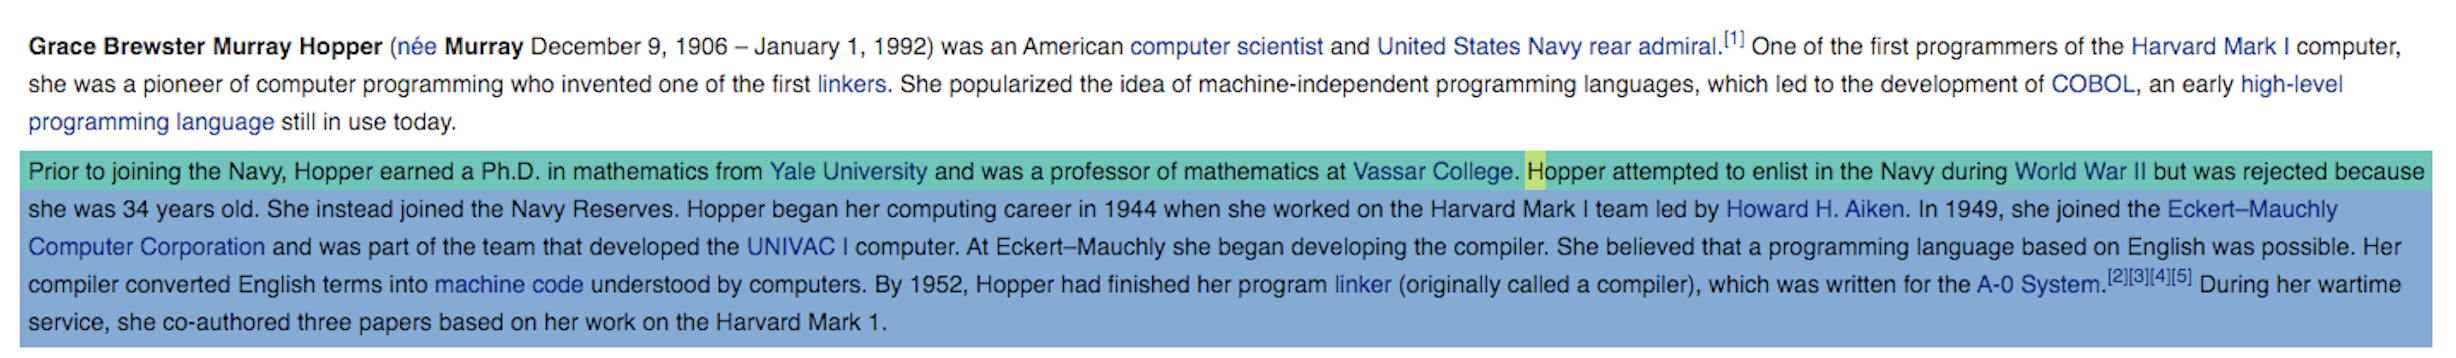 Grace Brewster Murray Hopper (née Murray December 9, 1906 – January 1, 1992) was an American computer scientist and United States Navy rear admiral.[1] One of the first programmers of the Harvard Mark I computer,
she was a pioneer of computer programming who invented one of the first linkers. She popularized the idea of machine-independent programming languages, which led to the development of COBOL, an early high-level
programming language still in use today.
Prior to joining the Navy, Hopper earned a Ph.D. in mathematics from Yale University and was a professor of mathematics at Vassar College. Hopper attempted to enlist in the Navy during World War II but was rejected because
she was 34 years old. She instead joined the Navy Reserves. Hopper began her computing career in 1944 when she worked on the Harvard Mark I team led by Howard H. Aiken. In 1949, she joined the Eckert–Mauchly
Computer Corporation and was part of the team that developed the UNIVAC I computer. At Eckert–Mauchly she began developing the compiler. She believed that a programming language based on English was possible. Her
compiler converted English terms into machine code understood by computers. By 1952, Hopper had finished her program linker (originally called a compiler), which was written for the A-0 System.[2][3][4][5] During her wartime
service, she co-authored three papers based on her work on the Harvard Mark 1.